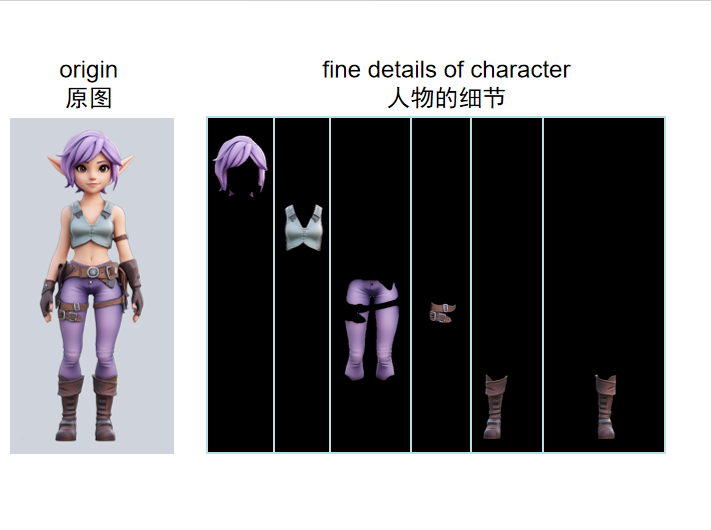 origin
原图
fine details of character
人物的细节